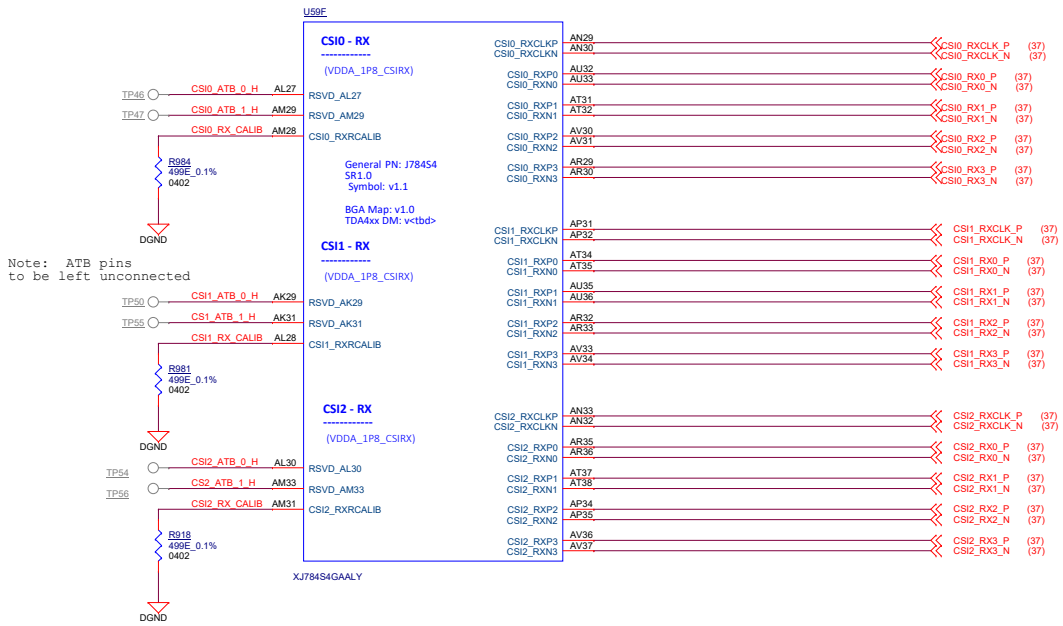 U59F
CSI0 - RX
------------
(VDDA_1P8_CSIRX)
TP46 CSI0_ATB_0_H AL27 RSVD_AL27
TP47 CSI0_ATB_1_H AM29 RSVD_AM29
CSI0_RX_CALIB AM28 CSI0_RXRCALIB
R984
499E_0.1%
0402
DGND
General PN: J784S4
SR1.0
Symbol: v1.1
BGA Map: v1.0
TDA4xx DM: v<tbd>
CSI0_RXCLKP AN29 CSI0_RXCLK_P (37)
CSI0_RXCLKN AN30 CSI0_RXCLK_N (37)
CSI0_RXP0 AU32 CSI0_RX0_P (37)
CSI0_RXN0 AU33 CSI0_RX0_N (37)
CSI0_RXP1 AT31 CSI0_RX1_P (37)
CSI0_RXN1 AT32 CSI0_RX1_N (37)
CSI0_RXP2 AV30 CSI0_RX2_P (37)
CSI0_RXN2 AV31 CSI0_RX2_N (37)
CSI0_RXP3 AR29 CSI0_RX3_P (37)
CSI0_RXN3 AR30 CSI0_RX3_N (37)
Note: ATB pins
to be left unconnected
CSI1 - RX
------------
(VDDA_1P8_CSIRX)
TP50 CSI1_ATB_0_H AK29 RSVD_AK29
TP55 CS1_ATB_1_H AK31 RSVD_AK31
CSI1_RX_CALIB AL28 CSI1_RXRCALIB
R981
499E_0.1%
0402
DGND
CSI1_RXCLKP AP31 CSI1_RXCLK_P (37)
CSI1_RXCLKN AP32 CSI1_RXCLK_N (37)
CSI1_RXP0 AT34 CSI1_RX0_P (37)
CSI1_RXN0 AT35 CSI1_RX0_N (37)
CSI1_RXP1 AU35 CSI1_RX1_P (37)
CSI1_RXN1 AU36 CSI1_RX1_N (37)
CSI1_RXP2 AR32 CSI1_RX2_P (37)
CSI1_RXN2 AR33 CSI1_RX2_N (37)
CSI1_RXP3 AV33 CSI1_RX3_P (37)
CSI1_RXN3 AV34 CSI1_RX3_N (37)
CSI2 - RX
------------
(VDDA_1P8_CSIRX)
TP54 CSI2_ATB_0_H AL30 RSVD_AL30
TP56 CS2_ATB_1_H AM33 RSVD_AM33
CSI2_RX_CALIB AM31 CSI2_RXRCALIB
R918
499E_0.1%
0402
DGND
CSI2_RXCLKP AN33 CSI2_RXCLK_P (37)
CSI2_RXCLKN AN32 CSI2_RXCLK_N (37)
CSI2_RXP0 AR35 CSI2_RX0_P (37)
CSI2_RXN0 AR36 CSI2_RX0_N (37)
CSI2_RXP1 AT37 CSI2_RX1_P (37)
CSI2_RXN1 AT38 CSI2_RX1_N (37)
CSI2_RXP2 AP34 CSI2_RX2_P (37)
CSI2_RXN2 AP35 CSI2_RX2_N (37)
CSI2_RXP3 AV36 CSI2_RX3_P (37)
CSI2_RXN3 AV37 CSI2_RX3_N (37)
XJ784S4GAALY